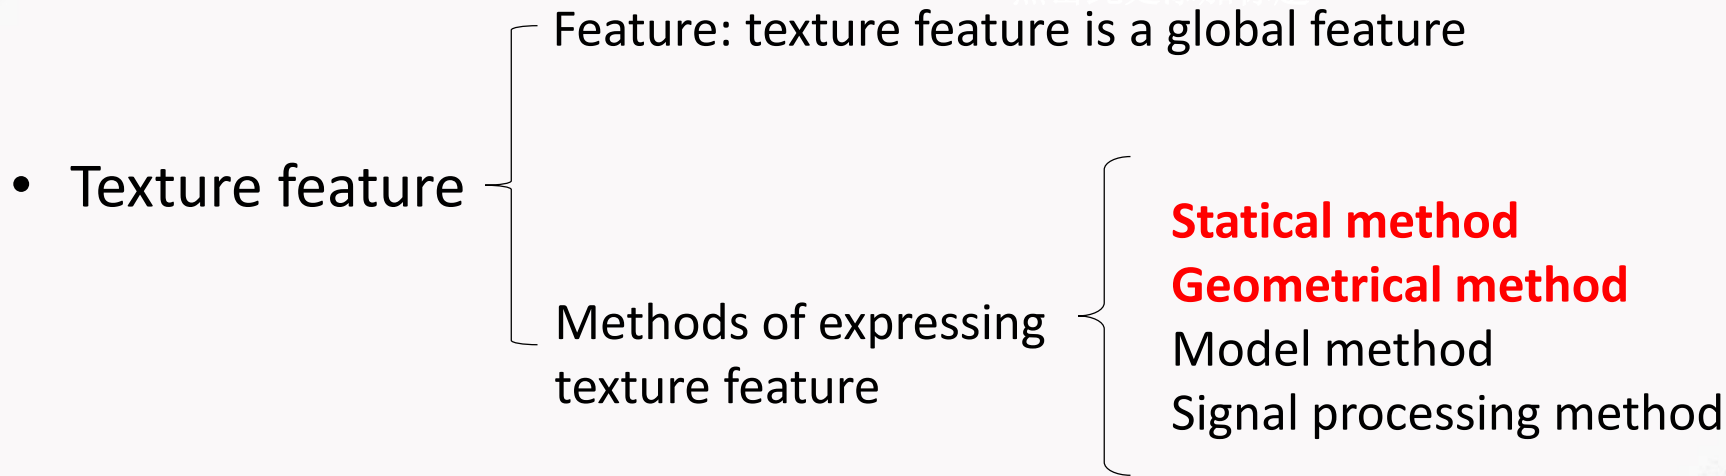 Feature: texture feature is a global feature
• Texture feature
Methods of expressing
texture feature
Statical method
Geometrical method
Model method
Signal processing method